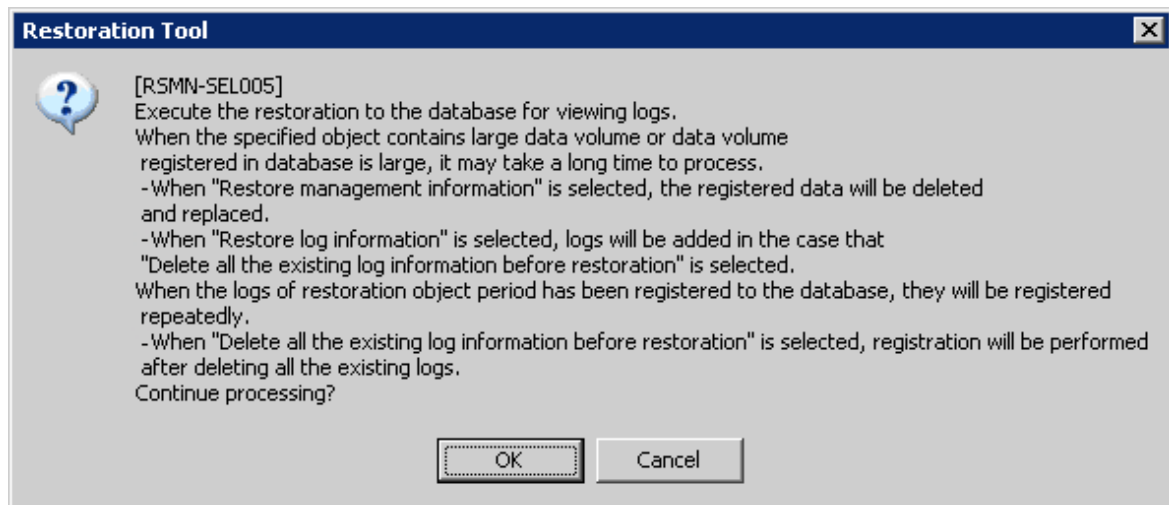 Restoration Tool
[RSMN-SEL005]
Execute the restoration to the database for viewing logs.
When the specified object contains large data volume or data volume
registered in database is large, it may take a long time to process.
-When "Restore management information" is selected, the registered data will be deleted
and replaced.
-When "Restore log information" is selected, logs will be added in the case that
"Delete all the existing log information before restoration" is selected.
When the logs of restoration object period has been registered to the database, they will be registered
repeatedly.
-When "Delete all the existing log information before restoration" is selected, registration will be performed
after deleting all the existing logs.
Continue processing?
OK
Cancel